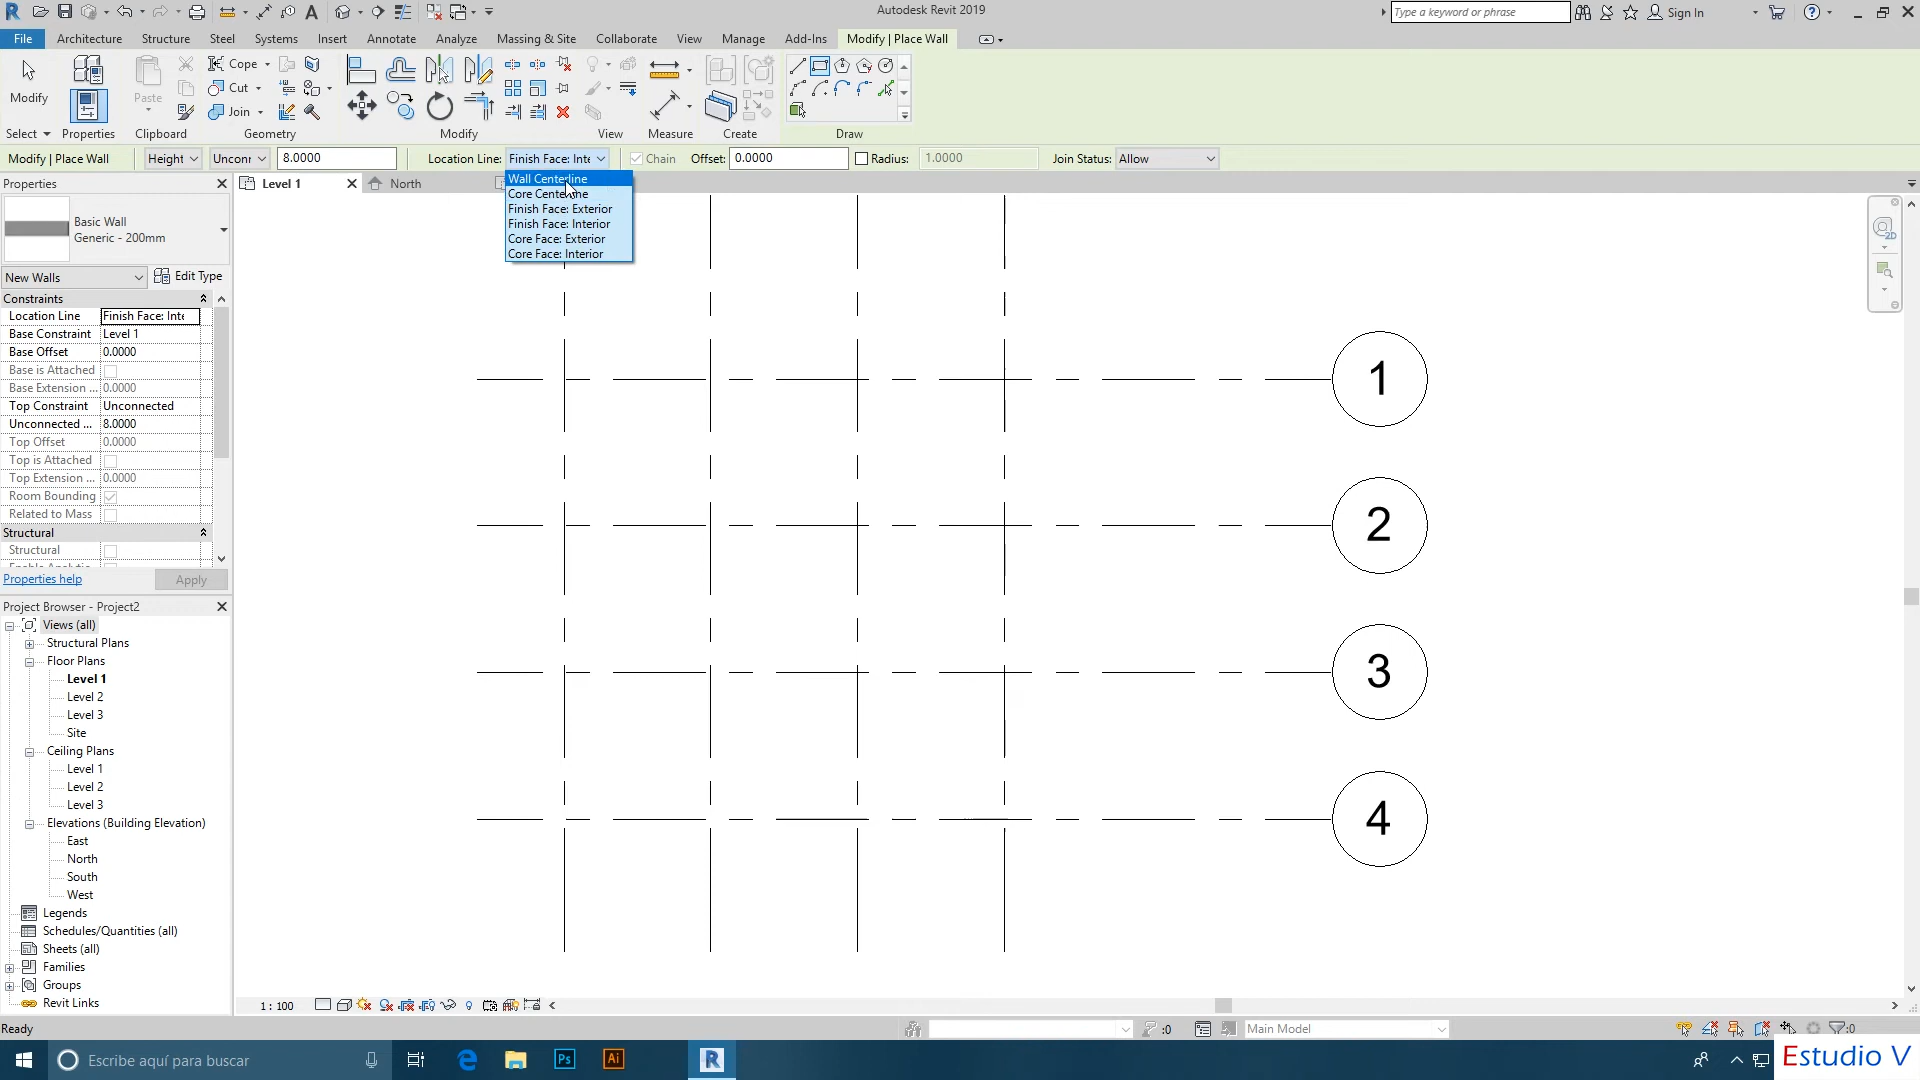 Autodesk Revit 2019
Type a keyword or phrase
Sign In
File Architecture Structure Steel Systems Insert Annotate Analyze Massing & Site Collaborate View Manage Add-Ins Modify | Place Wall
Modify
Paste
Cope
Cut
Join
Select Properties Clipboard Geometry Modify View Measure Create Draw
Modify | Place Wall Height Unconr 8.0000 Location Line: Finish Face: Inte Chain Offset: 0.0000 Radius: 1.0000 Join Status: Allow
Wall Centerline
Core Centerline
Finish Face: Exterior
Finish Face: Interior
Core Face: Exterior
Core Face: Interior
Properties
Level 1
North
Basic Wall
Generic - 200mm
New Walls
Edit Type
Constraints
Location Line Finish Face: Inte
Base Constraint Level 1
Base Offset 0.0000
Base is Attached
Base Extension ... 0.0000
Top Constraint Unconnected
Unconnected ... 8.0000
Top Offset 0.0000
Top is Attached
Top Extension ... 0.0000
Room Bounding
Related to Mass
Structural
Structural
Properties help
Apply
Project Browser - Project2
Views (all)
Structural Plans
Floor Plans
Level 1
Level 2
Level 3
Site
Ceiling Plans
Level 1
Level 2
Level 3
Elevations (Building Elevation)
East
North
South
West
Legends
Schedules/Quantities (all)
Sheets (all)
Families
Groups
Revit Links
1
2
3
4
2D
1 : 100
Ready
:0
Main Model
:0
Escribe aquí para buscar
Ps
Ai
R
Estudio V